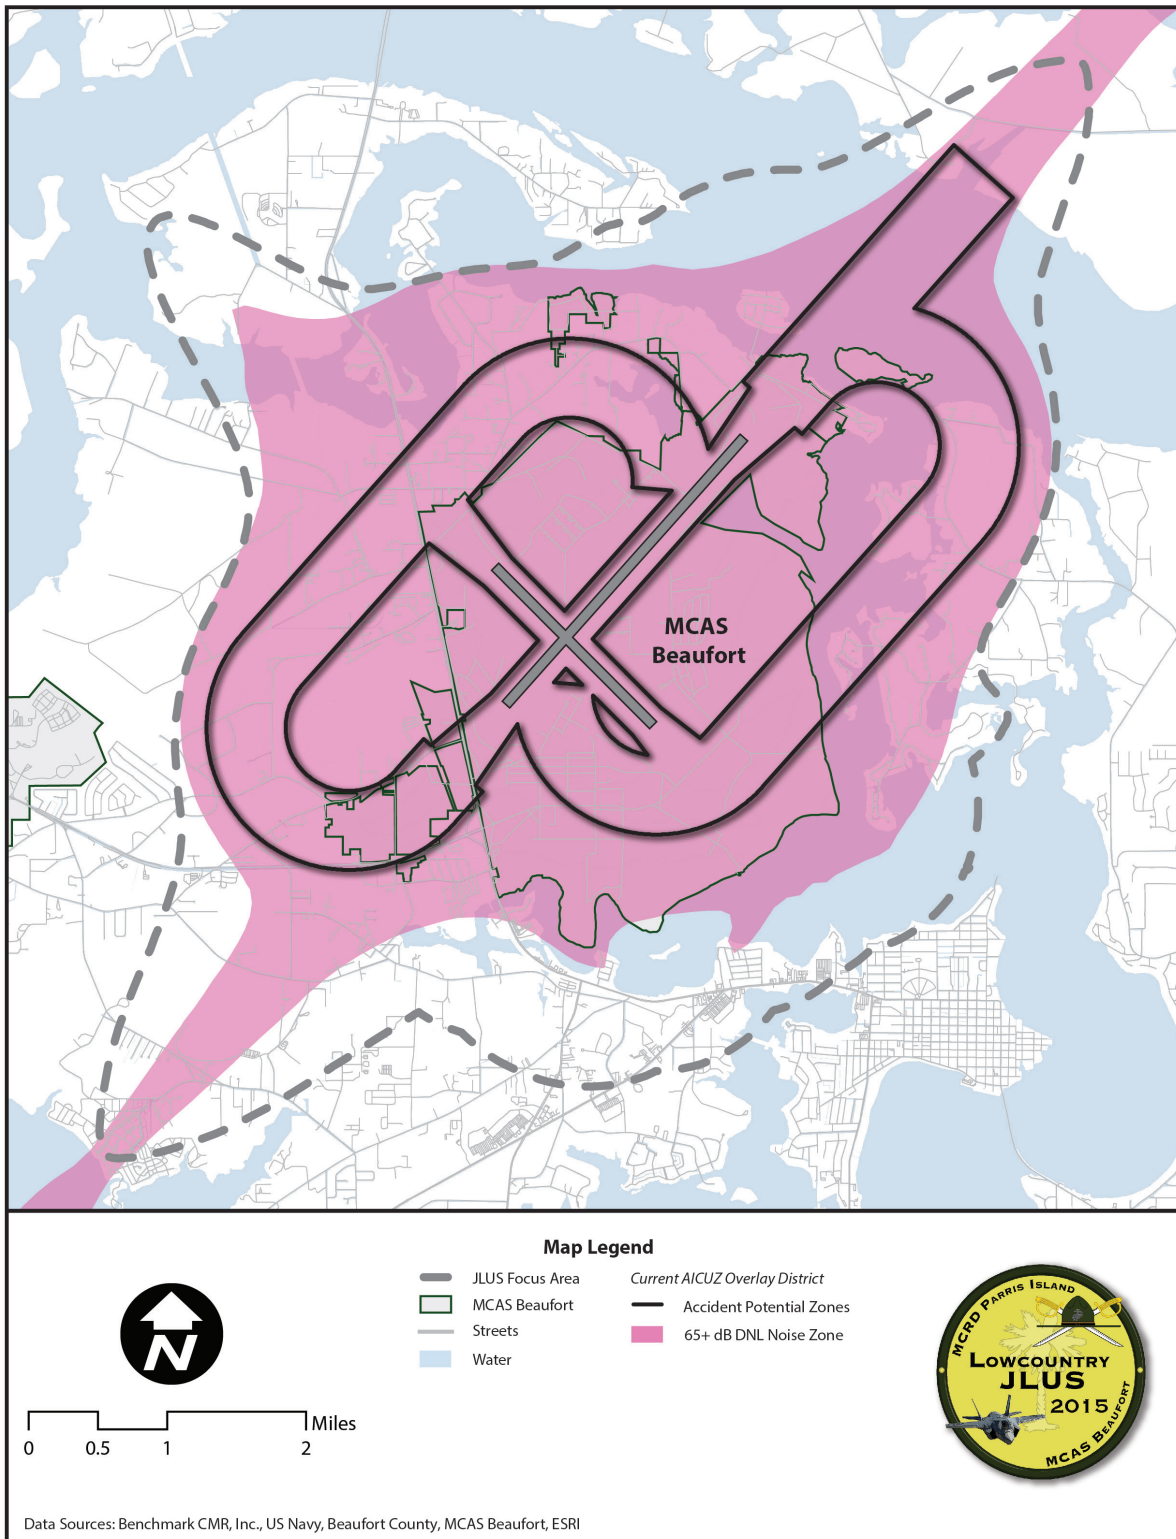 MCAS
Beaufort
Map Legend
JLUS Focus Area
MCAS Beaufort
Streets
Water
Current AICUZ Overlay District
Accident Potential Zones
65+ dB DNL Noise Zone
N
Miles
0 0.5 1 2
MCRD PARRIS ISLAND
LOWCOUNTRY
JLUS
2015
MCAS BEAUFORT
Data Sources: Benchmark CMR, Inc., US Navy, Beaufort County, MCAS Beaufort, ESRI